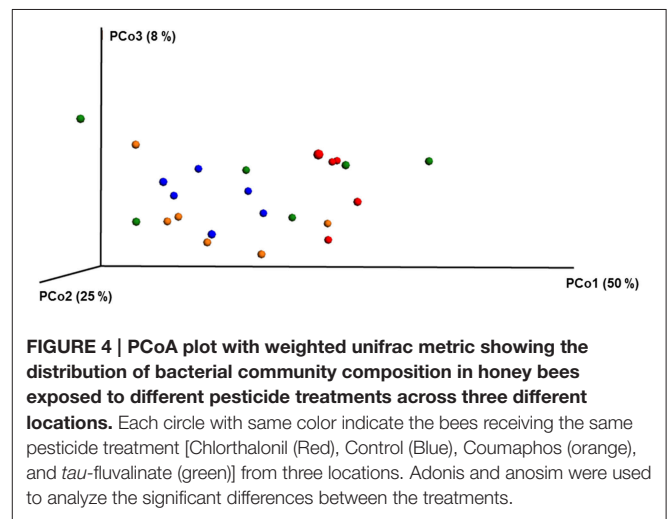 PCo3 (8 %)
PCo1 (50 %)
PCo2 (25 %)
FIGURE 4 | PCoA plot with weighted unifrac metric showing the
distribution of bacterial community composition in honey bees
exposed to different pesticide treatments across three different
locations. Each circle with same color indicate the bees receiving the same
pesticide treatment [Chlorthalonil (Red), Control (Blue), Coumaphos (orange),
and tau-fluvalinate (green)] from three locations. Adonis and anosim were used
to analyze the significant differences between the treatments.